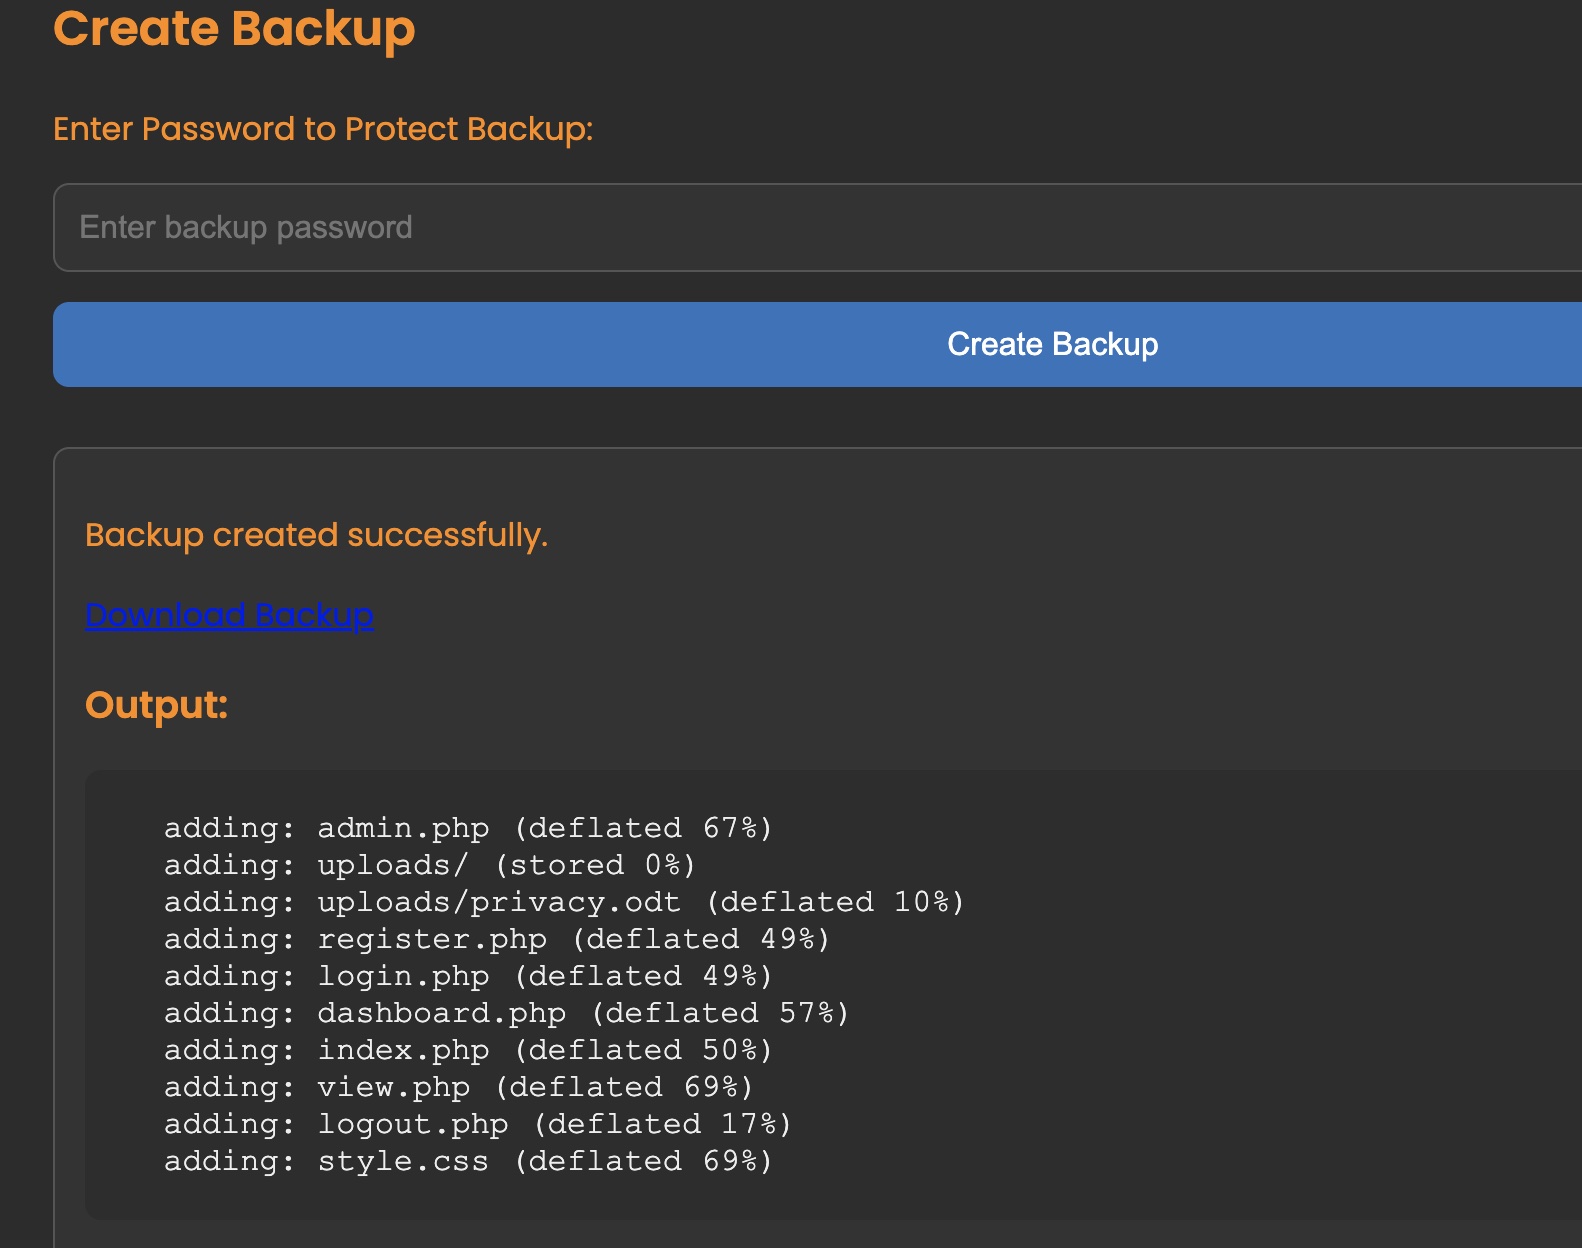 Create Backup
Enter Password to Protect Backup:
Enter backup password
Create Backup
Backup created successfully.
Download Backup
Output:
adding: admin.php (deflated 67%)
adding: uploads/ (stored 0%)
adding: uploads/privacy.odt (deflated 10%)
adding: register.php (deflated 49%)
adding: login.php (deflated 49%)
adding: dashboard.php (deflated 57%)
adding: index.php (deflated 50%)
adding: view.php (deflated 69%)
adding: logout.php (deflated 17%)
adding: style.css (deflated 69%)